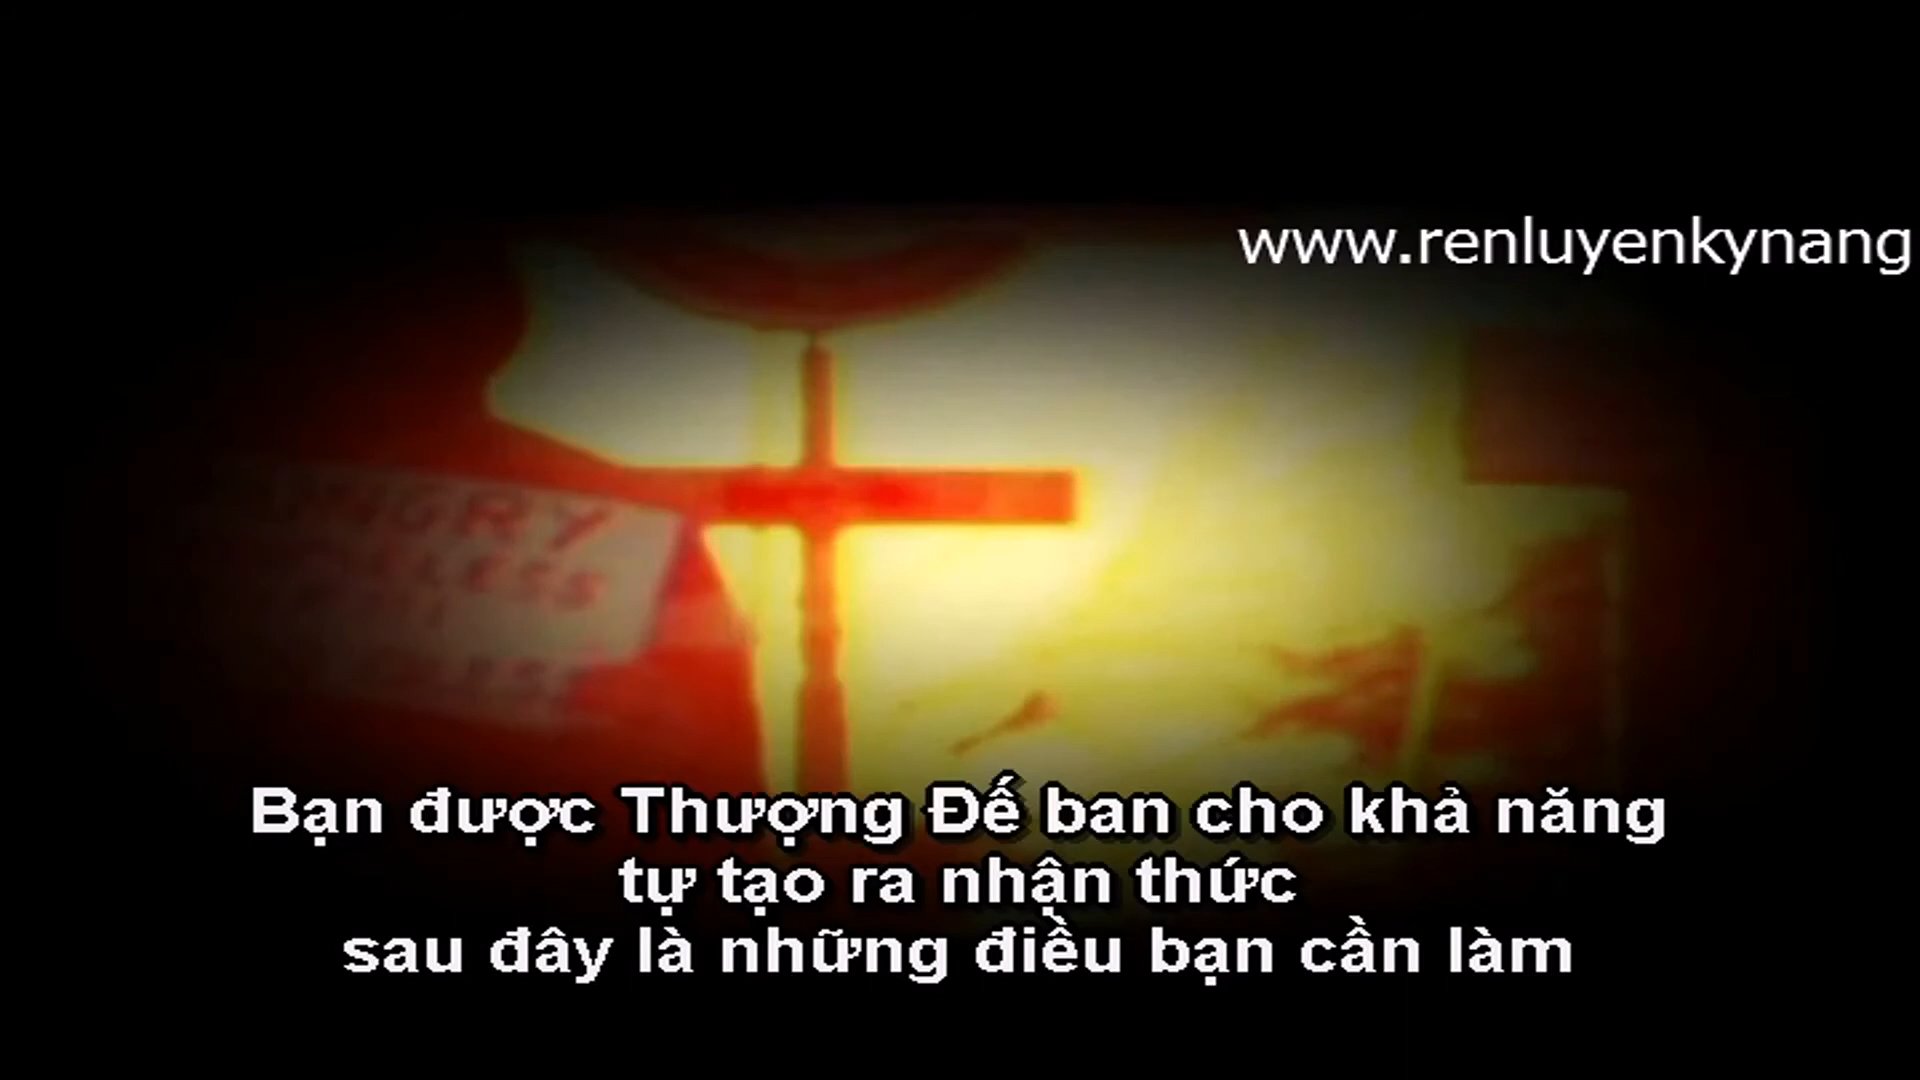 www.renluyenkynang
Bạn được Thượng Đế ban cho khả năng
tự tạo ra nhận thức
sau đây là những điều bạn cần làm